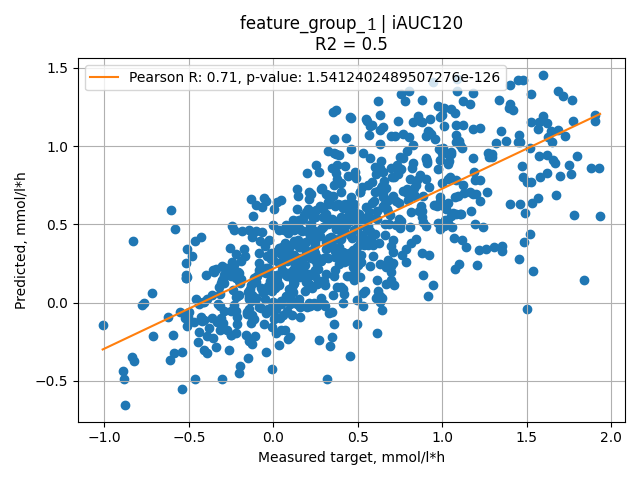 feature_group_1 | iAUC120
R2 = 0.5
Pearson R: 0.71, p-value: 1.5412402489507276e-126
Predicted, mmol/l*h
1.5
1.0
0.5
0.0
−0.5
−1.0
−0.5
0.0
0.5
1.0
1.5
2.0
Measured target, mmol/l*h